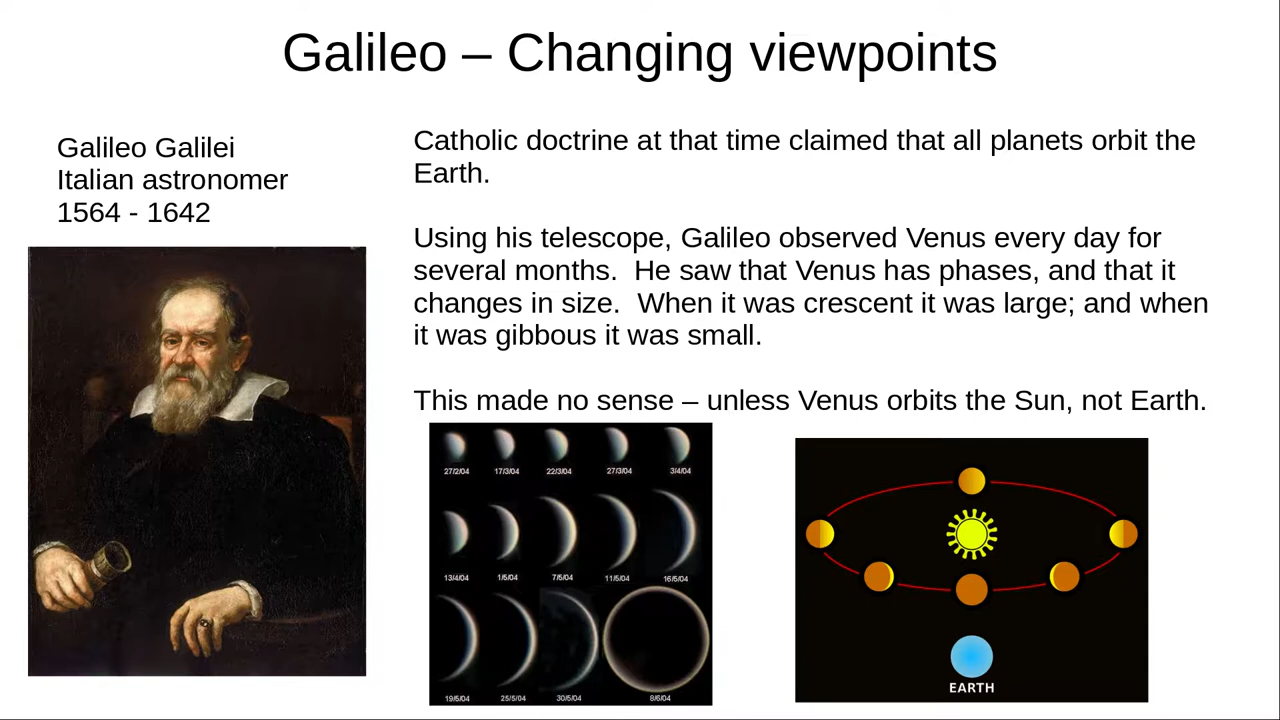 Galileo – Changing viewpoints
Galileo Galilei
Italian astronomer
1564 - 1642
Catholic doctrine at that time claimed that all planets orbit the
Earth.
Using his telescope, Galileo observed Venus every day for
several months.  He saw that Venus has phases, and that it
changes in size.  When it was crescent it was large; and when
it was gibbous it was small.
This made no sense – unless Venus orbits the Sun, not Earth.
27/2/04 17/3/04 22/3/04 27/3/04 3/4/04
13/4/04 1/5/04 7/5/04 11/5/04 16/5/04
19/5/04 25/5/04 30/5/04 8/6/04
EARTH